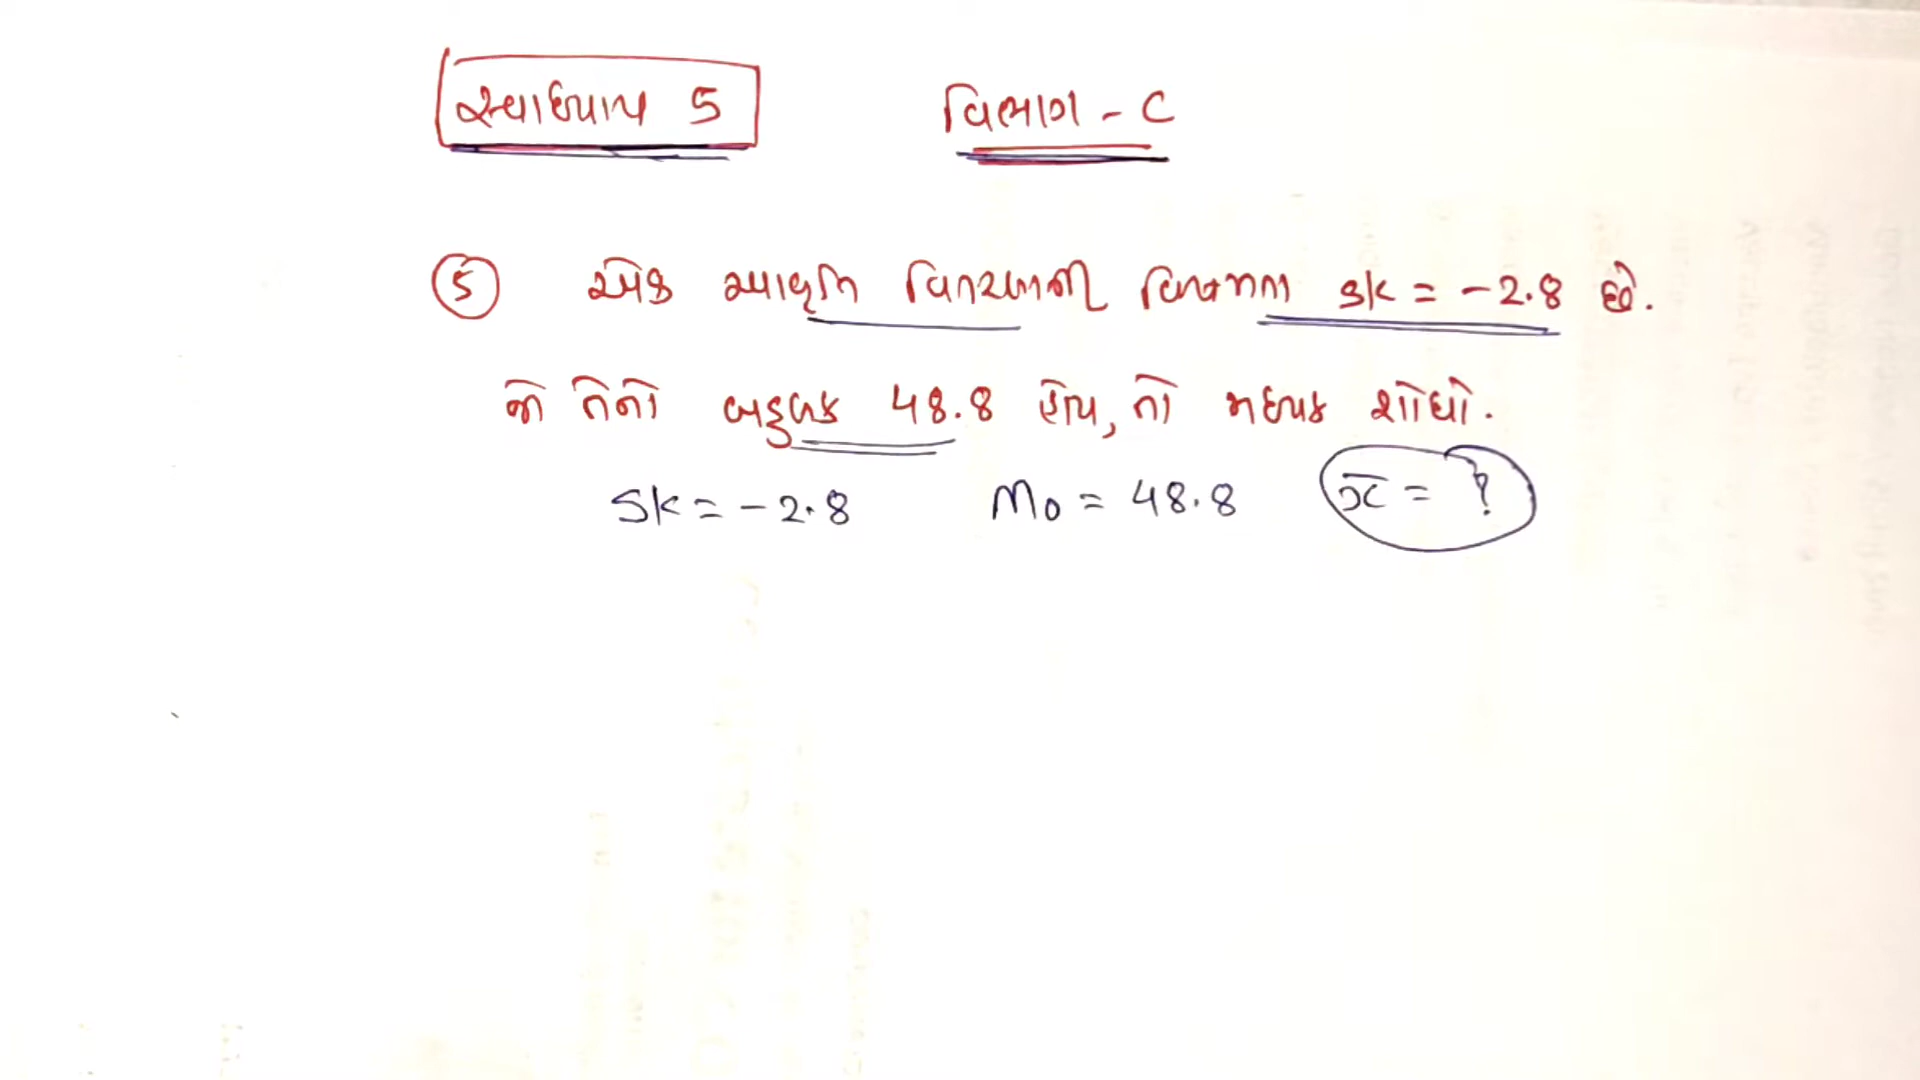 સ્વાધ્યાય 5 વિભાગ - C
5 એક આવૃત્તિ વિતરણની વિષમતા Sk = -2.8 છે.
જો તેનો બહુલક 48.8 હોય, તો મધ્યક શોધો.
Sk = -2.8 Mo = 48.8 x̄ = ?